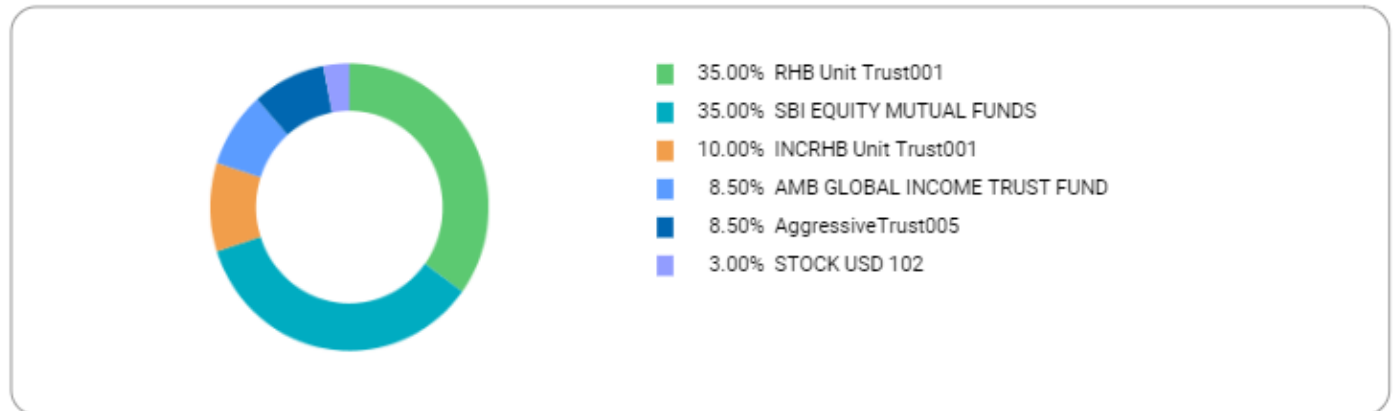 35.00% RHB Unit Trust001
35.00% SBI EQUITY MUTUAL FUNDS
10.00% INCRHB Unit Trust001
8.50% AMB GLOBAL INCOME TRUST FUND
8.50% AggressiveTrust005
3.00% STOCK USD 102